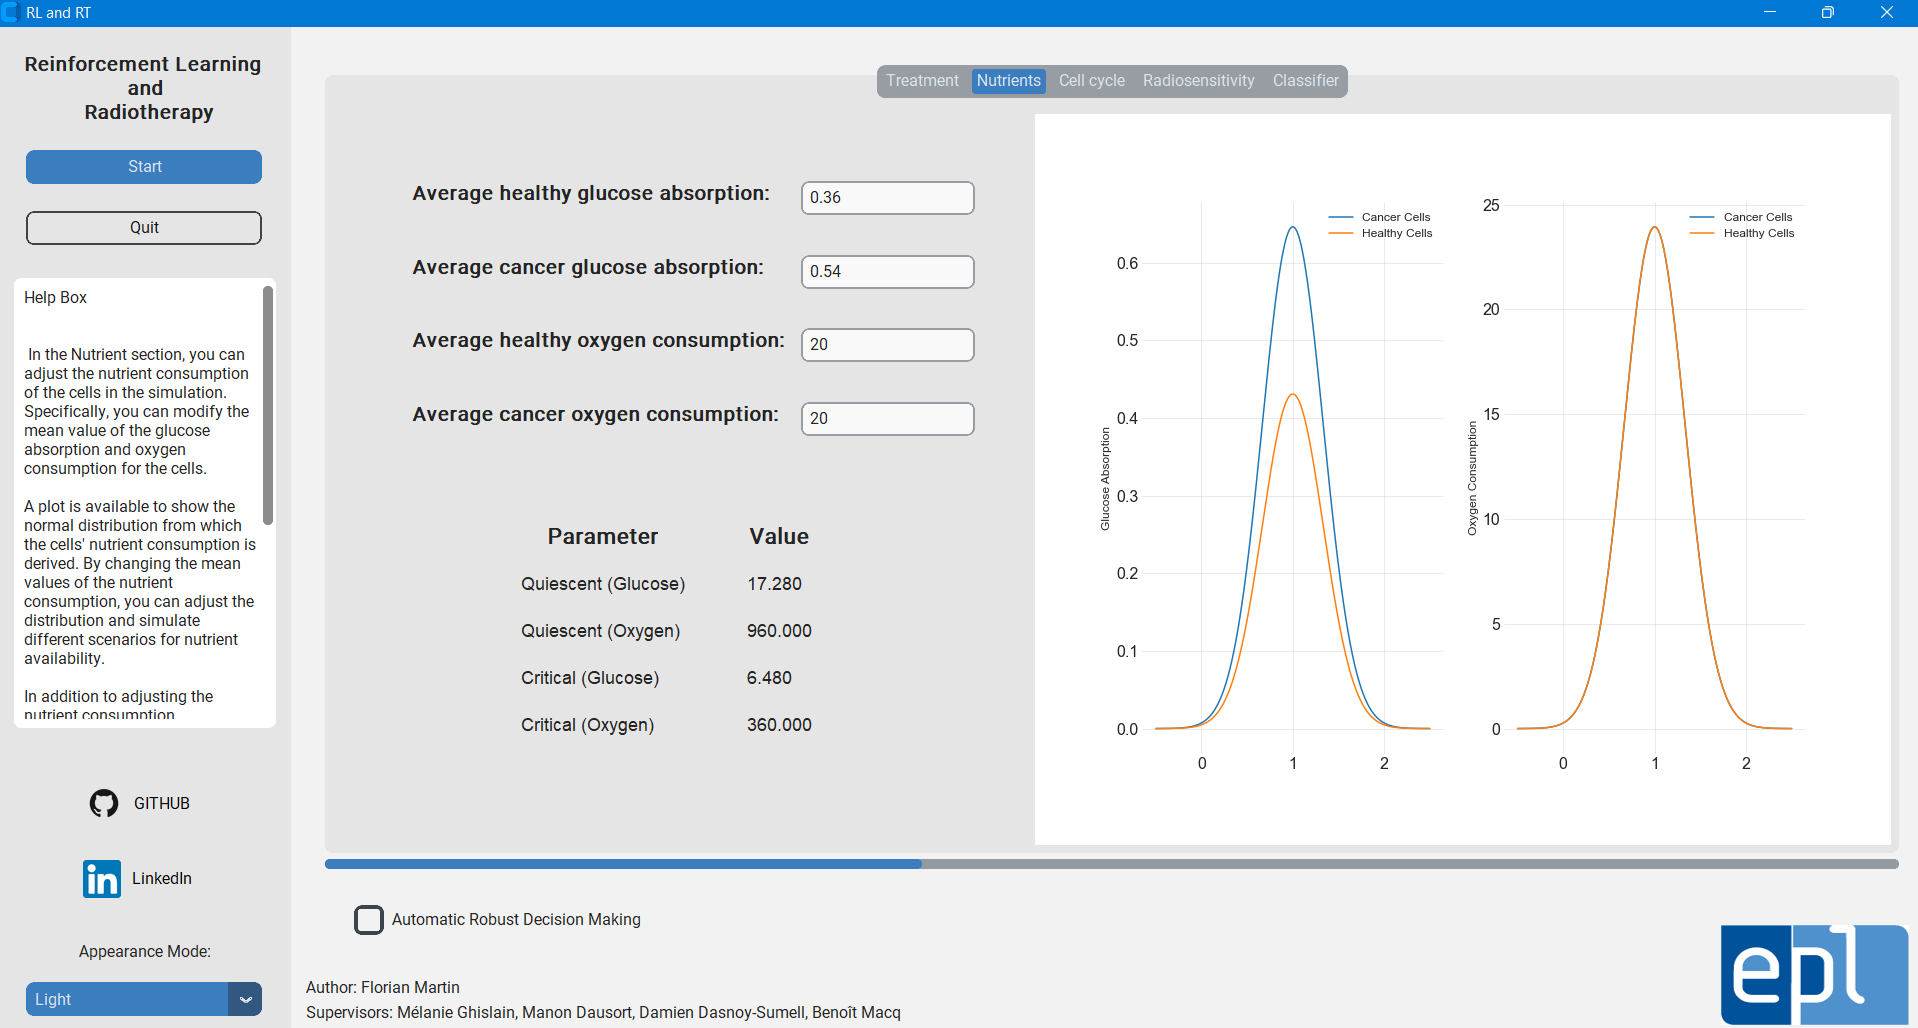 RL and RT
Reinforcement Learning
and
Radiotherapy
Start
Quit
Help Box
In the Nutrient section, you can
adjust the nutrient consumption
of the cells in the simulation.
Specifically, you can modify the
mean value of the glucose
absorption and oxygen
consumption for the cells.
A plot is available to show the
normal distribution from which
the cells' nutrient consumption is
derived. By changing the mean
values of the nutrient
consumption, you can adjust the
distribution and simulate
different scenarios for nutrient
availability.
In addition to adjusting the
nutrient consumption
GITHUB
in LinkedIn
Appearance Mode:
Light
Treatment Nutrients Cell cycle Radiosensitivity Classifier
Average healthy glucose absorption: 0.36
Average cancer glucose absorption: 0.54
Average healthy oxygen consumption: 20
Average cancer oxygen consumption: 20
Parameter Value
Quiescent (Glucose) 17.280
Quiescent (Oxygen) 960.000
Critical (Glucose) 6.480
Critical (Oxygen) 360.000
Cancer Cells
Healthy Cells
Glucose Absorption
0.6
0.5
0.4
0.3
0.2
0.1
0.0
0 1 2
Cancer Cells
Healthy Cells
Oxygen Consumption
25
20
15
10
5
0
0 1 2
Automatic Robust Decision Making
Author: Florian Martin
Supervisors: Mélanie Ghislain, Manon Dausort, Damien Dasnoy-Sumell, Benoît Macq
epl